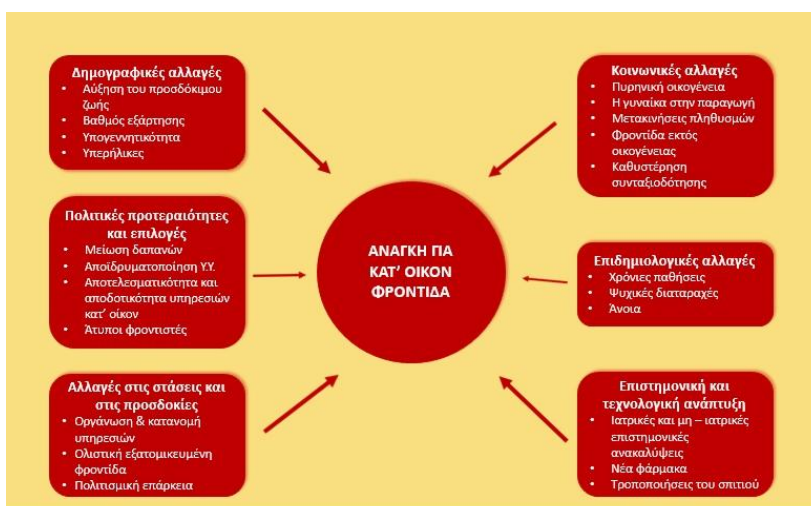 Δημογραφικές αλλαγές
• Αύξηση του προσδόκιμου
ζωής
• Βαθμός εξάρτησης
• Υπογεννητικότητα
• Υπερήλικες
Κοινωνικές αλλαγές
• Πυρηνική οικογένεια
• Η γυναίκα στην παραγωγή
• Μετακινήσεις πληθυσμών
• Φροντίδα εκτός
οικογένειας
• Καθυστέρηση
συνταξιοδότησης
Πολιτικές προτεραιότητες
και επιλογές
• Μείωση δαπανών
• Αποϊδρυματοποίηση Υ.Υ.
• Αποτελεσματικότητα και
αποδοτικότητα υπηρεσιών
κατ’ οίκον
• Άτυποι φροντιστές
ΑΝΑΓΚΗ ΓΙΑ
ΚΑΤ’ ΟΙΚΟΝ
ΦΡΟΝΤΙΔΑ
Επιδημιολογικές αλλαγές
• Χρόνιες παθήσεις
• Ψυχικές διαταραχές
• Άνοια
Αλλαγές στις στάσεις και
στις προσδοκίες
• Οργάνωση & κατανομή
υπηρεσιών
• Ολιστική εξατομικευμένη
φροντίδα
• Πολιτισμική επάρκεια
Επιστημονική και
τεχνολογική ανάπτυξη
• Ιατρικές και μη – ιατρικές
επιστημονικές
ανακαλύψεις
• Νέα φάρμακα
• Τροποποιήσεις του σπιτιού